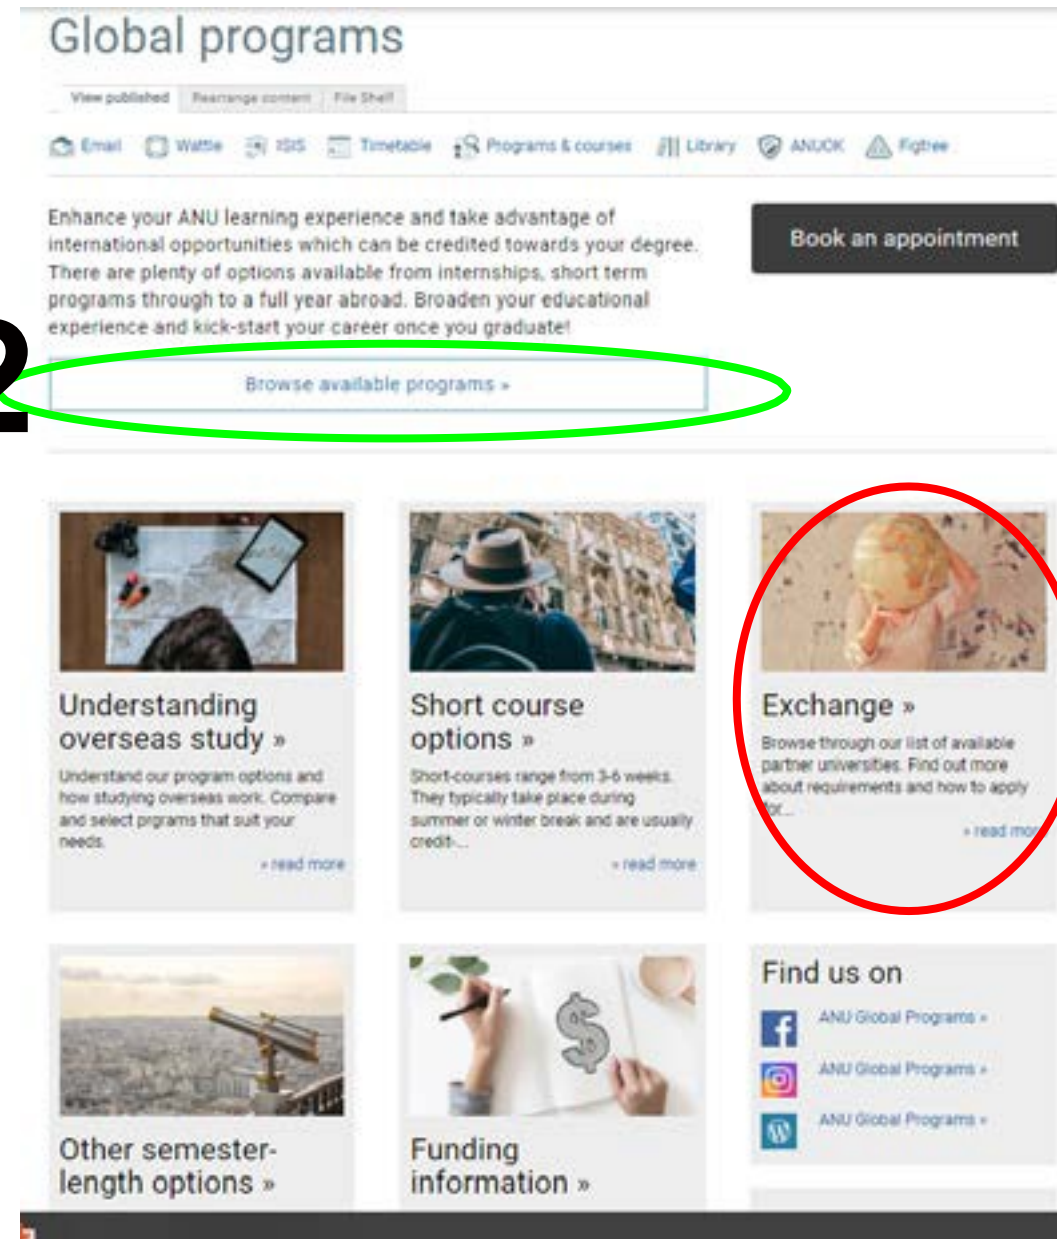 Global programs
View published Rearrange content File Shelf
Email Wattle ISIS Timetable Programs & courses Library ANUOK Figtree
Enhance your ANU learning experience and take advantage of
international opportunities which can be credited towards your degree.
There are plenty of options available from internships, short term
programs through to a full year abroad. Broaden your educational
experience and kick-start your career once you graduate!
Book an appointment
2
Browse available programs »
Understanding
overseas study »
Understand our program options and
how studying overseas work. Compare
and select prgrams that suit your
needs.
» read more
Short course
options »
Short-courses range from 3-6 weeks.
They typically take place during
summer or winter break and are usually
credit-...
» read more
Exchange »
Browse through our list of available
partner universities. Find out more
about requirements and how to apply
for...
» read more
Other semester-
length options »
Funding
information »
Find us on
ANU Global Programs »
ANU Global Programs »
ANU Global Programs »